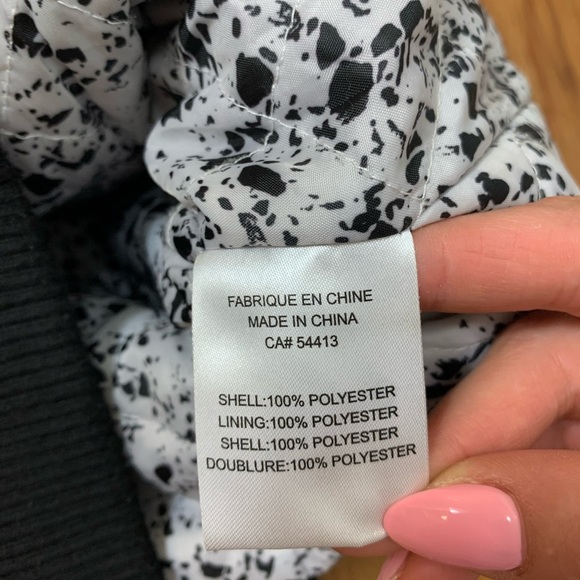 FABRIQUE EN CHINE
MADE IN CHINA
CA# 54413
SHELL:100% POLYESTER
LINING:100% POLYESTER
SHELL:100% POLYESTER
DOUBLURE:100% POLYESTER